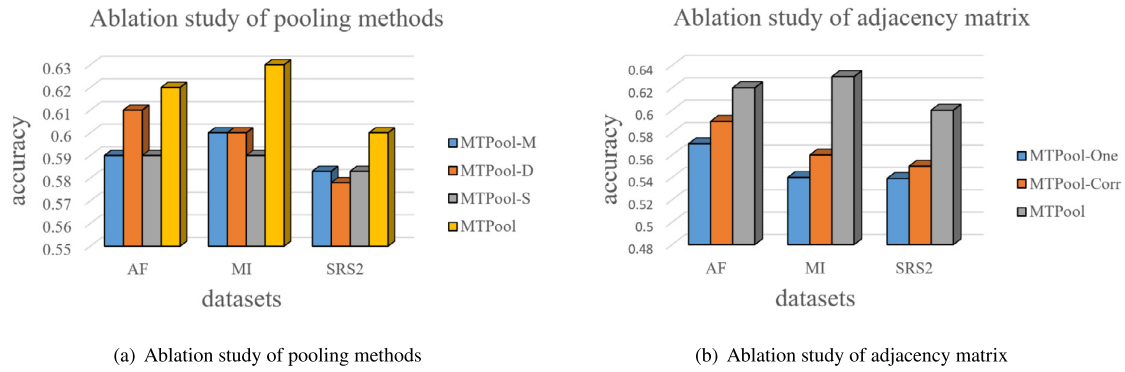 Ablation study of pooling methods
0.63
0.62
0.61
0.6
0.59
0.58
0.57
0.56
0.55
accuracy
AF
MI
SRS2
datasets
MTPool-M
MTPool-D
MTPool-S
MTPool
(a) Ablation study of pooling methods
Ablation study of adjacency matrix
0.64
0.62
0.6
0.58
0.56
0.54
0.52
0.5
0.48
accuracy
AF
MI
SRS2
datasets
MTPool-One
MTPool-Corr
MTPool
(b) Ablation study of adjacency matrix